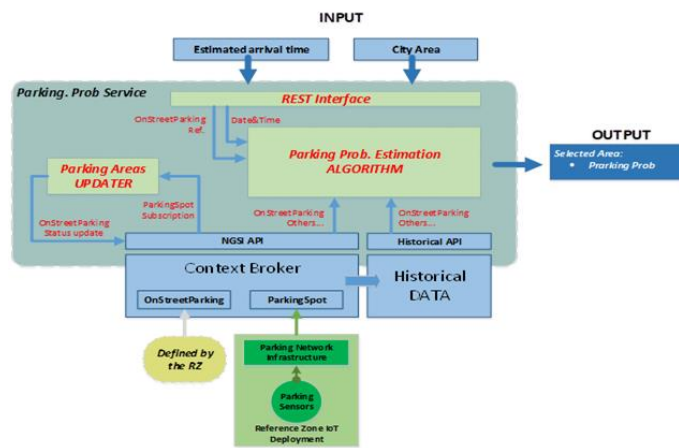 INPUT
Estimated arrival time
City Area
Parking. Prob Service
REST Interface
OnStreetParking
Ref.
Date&Time
Parking Prob. Estimation
ALGORITHM
OUTPUT
Selected Area:
• Prarking Prob
Parking Areas
UPDATER
ParkingSpot
Subscription
OnStreetParking
Status update
OnStreetParking
Others...
OnStreetParking
Others...
NGSI API
Historical API
Context Broker
Historical
DATA
OnStreetParking
ParkingSpot
Defined by
the RZ
Parking Network
Infrastructure
Parking
Sensors
Reference Zone IoT
Deployment